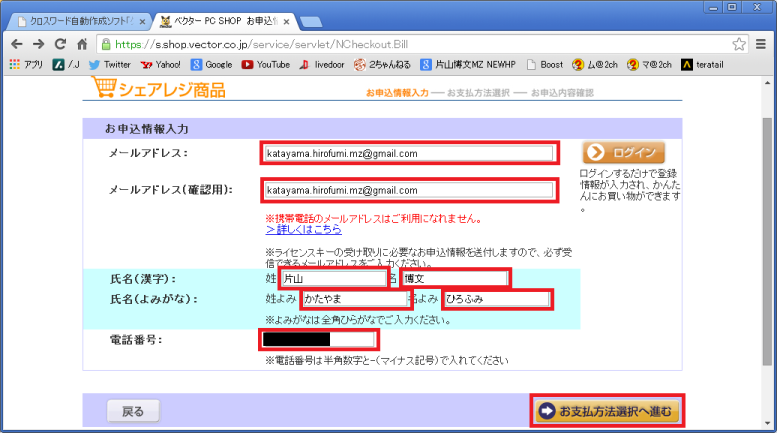 クロスワード自動作成ソフト「
ベクター PC SHOP お申込情
https://s.shop.vector.co.jp/service/servlet/NCheckout.Bill
アプリ /.J Twitter Yahoo! Google YouTube livedoor 2ちゃんねる 片山博文MZ NEWHP Boost ム@2ch マ@2ch teratail
シェアレジ商品
お申込情報入力 ── お支払方法選択 ── お申込内容確認
お申込情報入力
メールアドレス:
katayama.hirofumi.mz@gmail.com
ログイン
ログインするだけで登録
情報が入力され、かんた
んにお買い物ができます
。
メールアドレス(確認用):
katayama.hirofumi.mz@gmail.com
※携帯電話のメールアドレスはご利用になれません。
>詳しくはこちら
※ライセンスキーの受け取りに必要なお申込情報を送付しますので、必ず受
信できるメールアドレスをご入力ください。
氏名(漢字): 姓 片山 名 博文
氏名(よみがな): 姓よみ かたやま 名よみ ひろふみ
※よみがなは全角ひらがなでご入力ください。
電話番号:
※電話番号は半角数字と-(マイナス記号)で入れてください
戻る
お支払方法選択へ進む